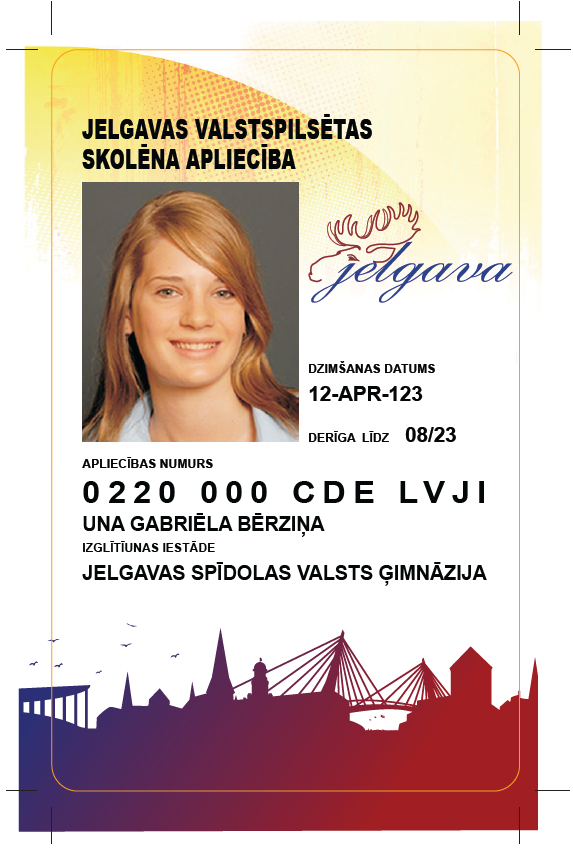 JELGAVAS VALSTSPILSĒTAS
SKOLĒNA APLIECĪBA
jelgava
DZIMŠANAS DATUMS
12-APR-123
DERĪGA LĪDZ 08/23
APLIECĪBAS NUMURS
0220 000 CDE LVJI
UNA GABRIĒLA BĒRZIŅA
IZGLĪTĪUNAS IESTĀDE
JELGAVAS SPĪDOLAS VALSTS ĢIMNĀZIJA